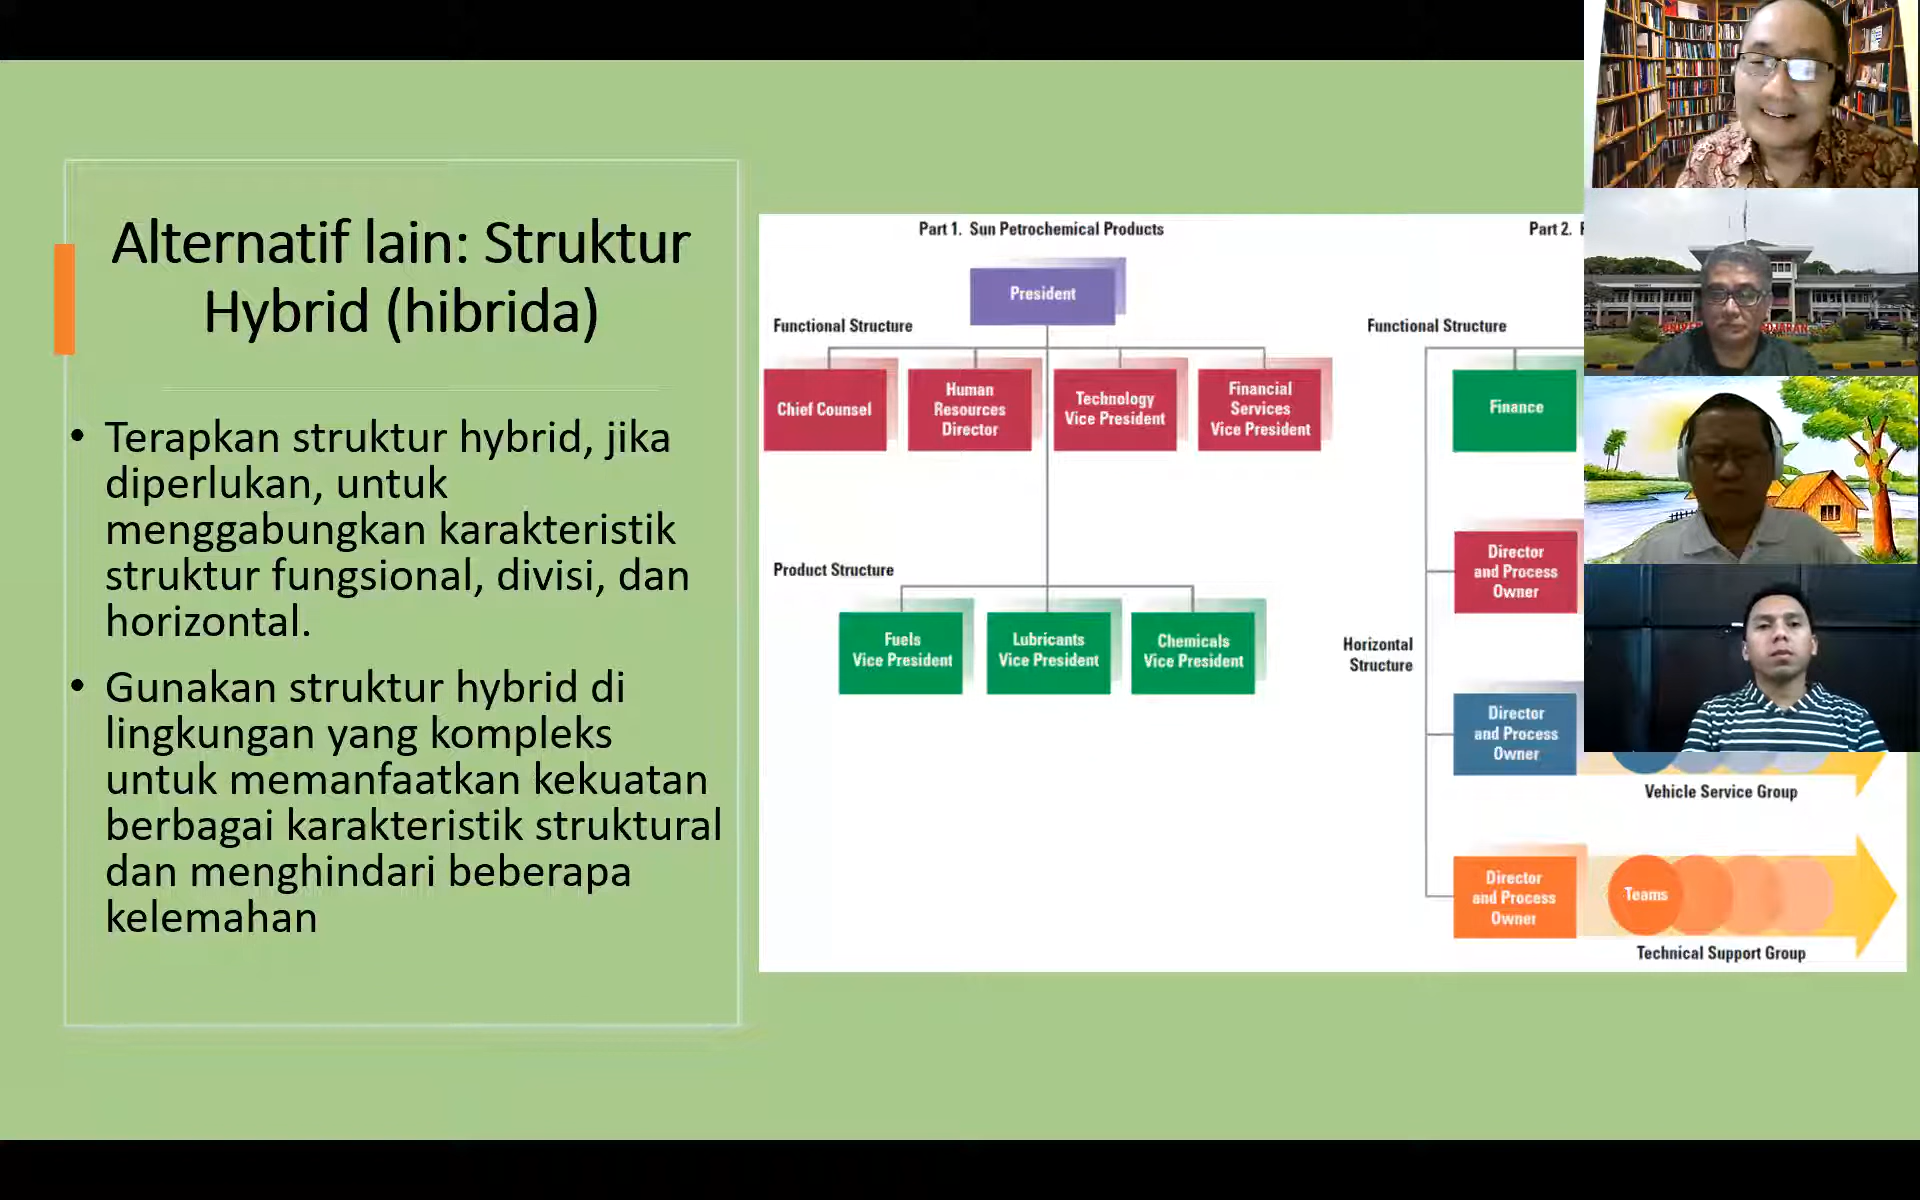 Alternatif lain: Struktur
Hybrid (hibrida)
• Terapkan struktur hybrid, jika
diperlukan, untuk
menggabungkan karakteristik
struktur fungsional, divisi, dan
horizontal.
• Gunakan struktur hybrid di
lingkungan yang kompleks
untuk memanfaatkan kekuatan
berbagai karakteristik struktural
dan menghindari beberapa
kelemahan
Part 1. Sun Petrochemical Products
President
Functional Structure
Chief Counsel
Human
Resources
Director
Technology
Vice President
Financial
Services
Vice President
Product Structure
Fuels
Vice President
Lubricants
Vice President
Chemicals
Vice President
Part 2.
Functional Structure
Finance
Director
and Process
Owner
Horizontal
Structure
Director
and Process
Owner
Vehicle Service Group
Director
and Process
Owner
Teams
Technical Support Group